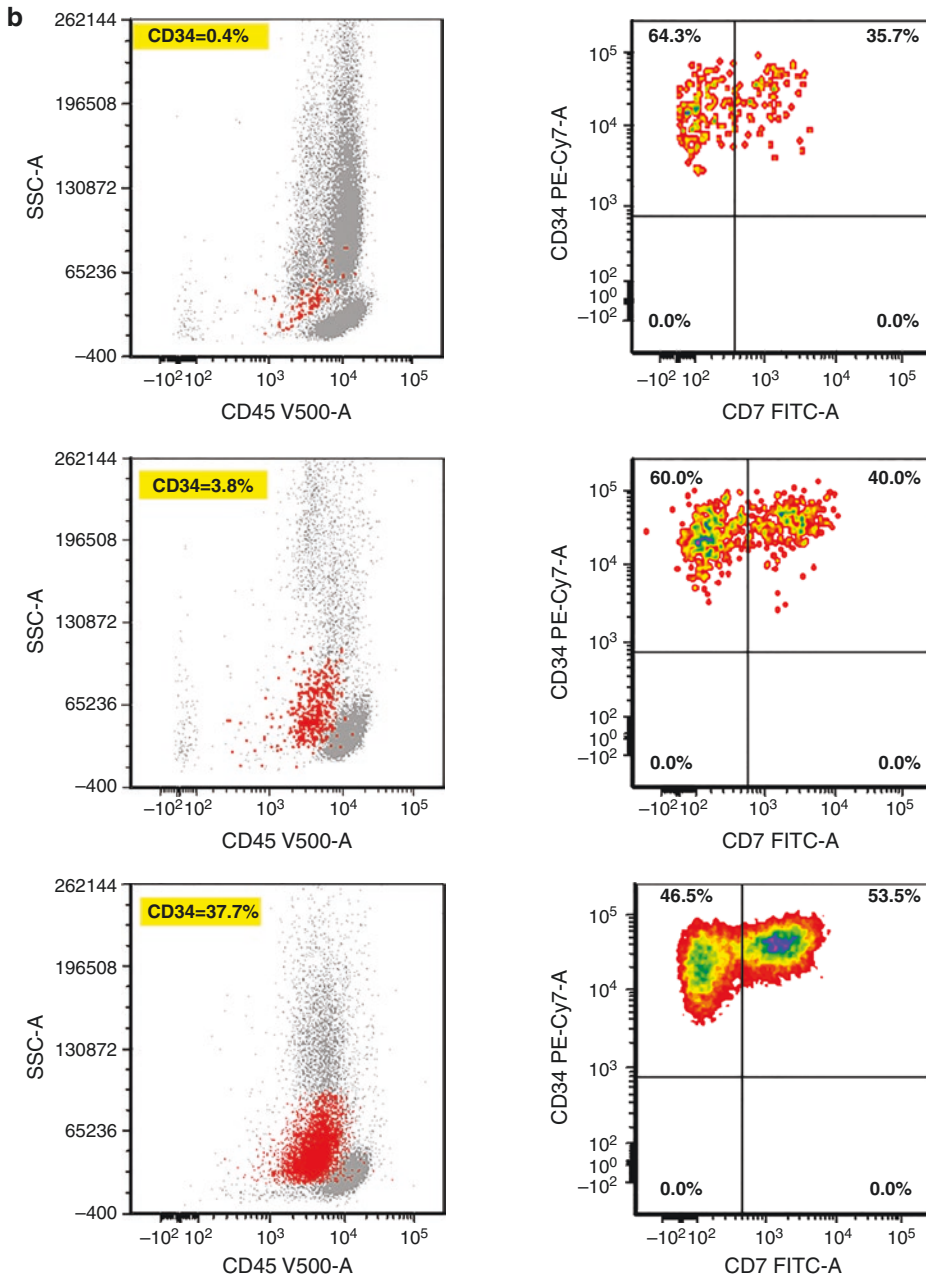 b
CD34=0.4%
262144
196508
130872
65236
−400
SSC-A
−10² 10² 10³ 10⁴ 10⁵
CD45 V500-A
64.3% 35.7%
10⁵
10⁴
10³
10²
10⁰
−10²
CD34 PE-Cy7-A
0.0% 0.0%
−10² 10² 10³ 10⁴ 10⁵
CD7 FITC-A
CD34=3.8%
262144
196508
130872
65236
−400
SSC-A
−10² 10² 10³ 10⁴ 10⁵
CD45 V500-A
60.0% 40.0%
10⁵
10⁴
10³
10²
10⁰
−10²
CD34 PE-Cy7-A
0.0% 0.0%
−10² 10² 10³ 10⁴ 10⁵
CD7 FITC-A
CD34=37.7%
262144
196508
130872
65236
−400
SSC-A
−10² 10² 10³ 10⁴ 10⁵
CD45 V500-A
46.5% 53.5%
10⁵
10⁴
10³
10²
10⁰
−10²
CD34 PE-Cy7-A
0.0% 0.0%
−10² 10² 10³ 10⁴ 10⁵
CD7 FITC-A